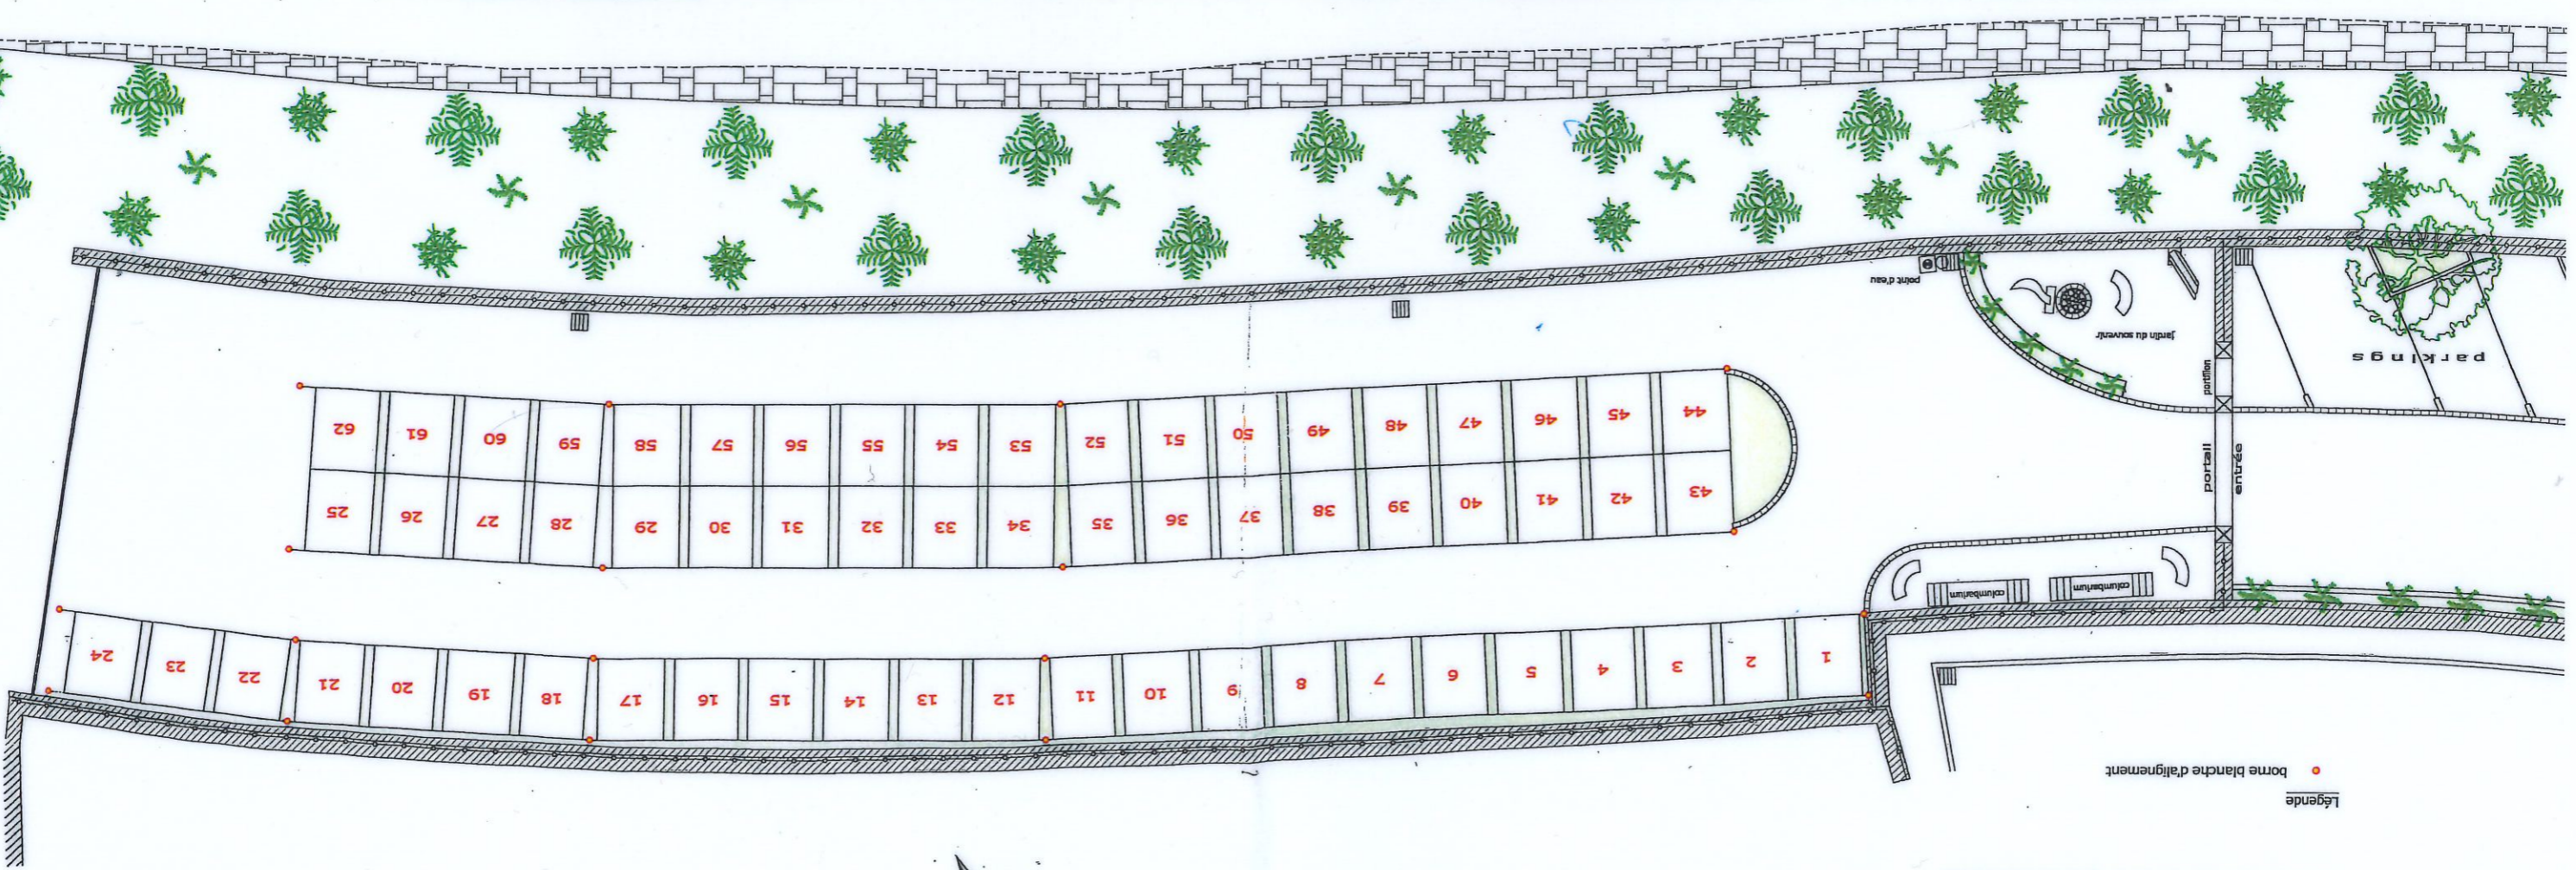 Légende
borne blanche d'alignement
1 2 3 4 5 6 7 8 9 10 11 12 13 14 15 16 17 18 19 20 21 22 23 24
columbarium
columbarium
entrée
portail
43 42 41 40 39 38 37 36 35 34 33 32 31 30 29 28 27 26 25
44 45 46 47 48 49 50 51 52 53 54 55 56 57 58 59 60 61 62
portillon
parkings
jardin du souvenir
point d'eau